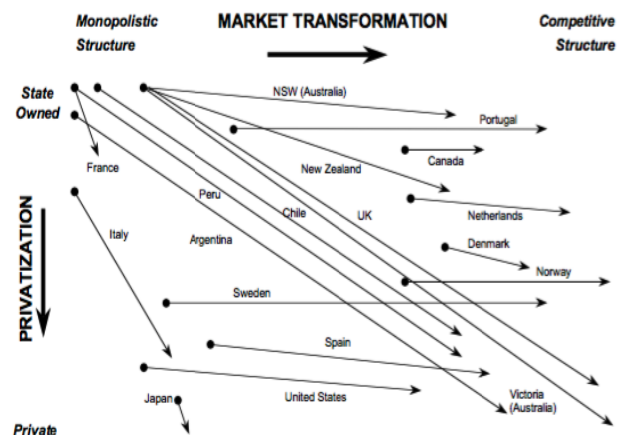 Monopolistic
Structure
MARKET TRANSFORMATION
Competitive
Structure
State
Owned
NSW (Australia)
Portugal
France
New Zealand
Canada
Peru
Chile
UK
Netherlands
Italy
Argentina
Denmark
Norway
PRIVATIZATION
Sweden
Spain
Japan
United States
Victoria
(Australia)
Private